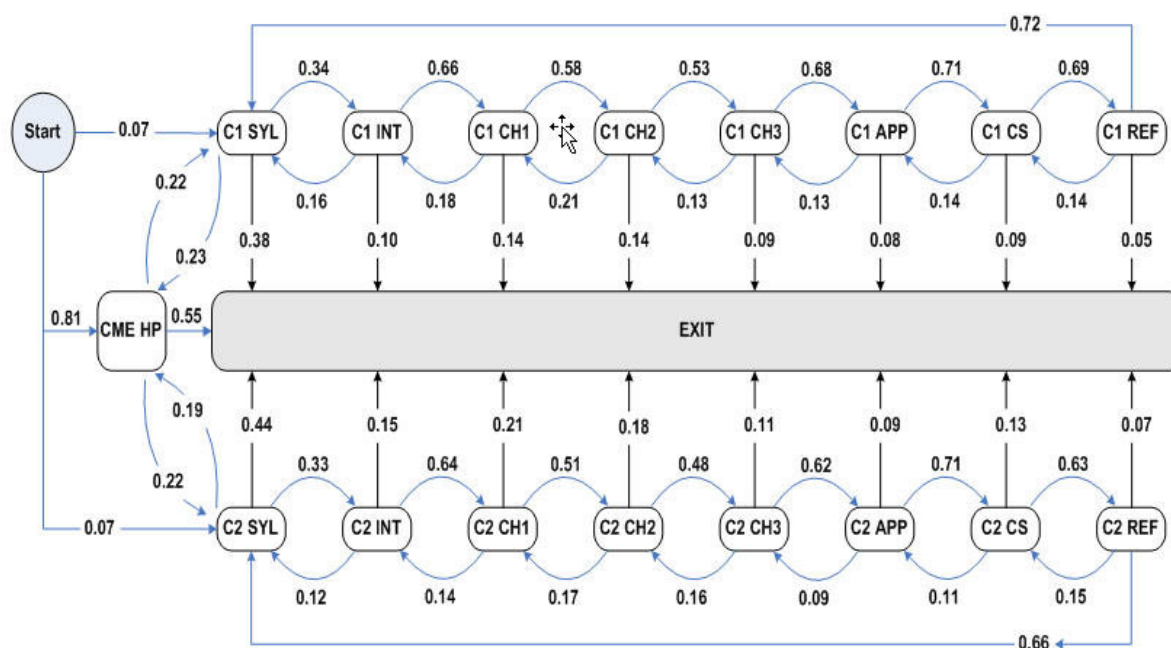 0.72
0.34 0.66 0.58 0.53 0.68 0.71 0.69
Start 0.07 C1 SYL C1 INT C1 CH1 C1 CH2 C1 CH3 C1 APP C1 CS C1 REF
0.22 0.16 0.18 0.21 0.13 0.13 0.14 0.14
0.23 0.38 0.10 0.14 0.14 0.09 0.08 0.09 0.05
0.81 CME HP 0.55 EXIT
0.19 0.44 0.15 0.21 0.18 0.11 0.09 0.13 0.07
0.22 0.33 0.64 0.51 0.48 0.62 0.71 0.63
0.07 C2 SYL C2 INT C2 CH1 C2 CH2 C2 CH3 C2 APP C2 CS C2 REF
0.12 0.14 0.17 0.16 0.09 0.11 0.15
0.66